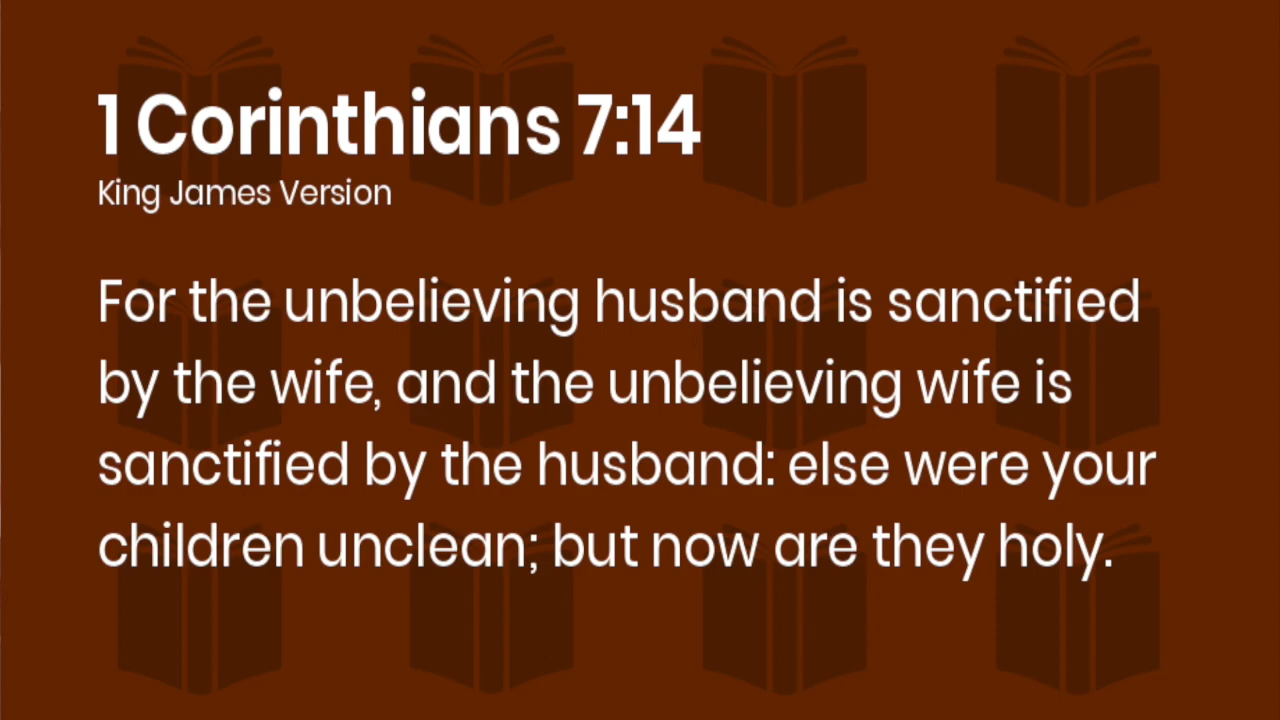 1 Corinthians 7:14
King James Version
For the unbelieving husband is sanctified
by the wife, and the unbelieving wife is
sanctified by the husband: else were your
children unclean; but now are they holy.